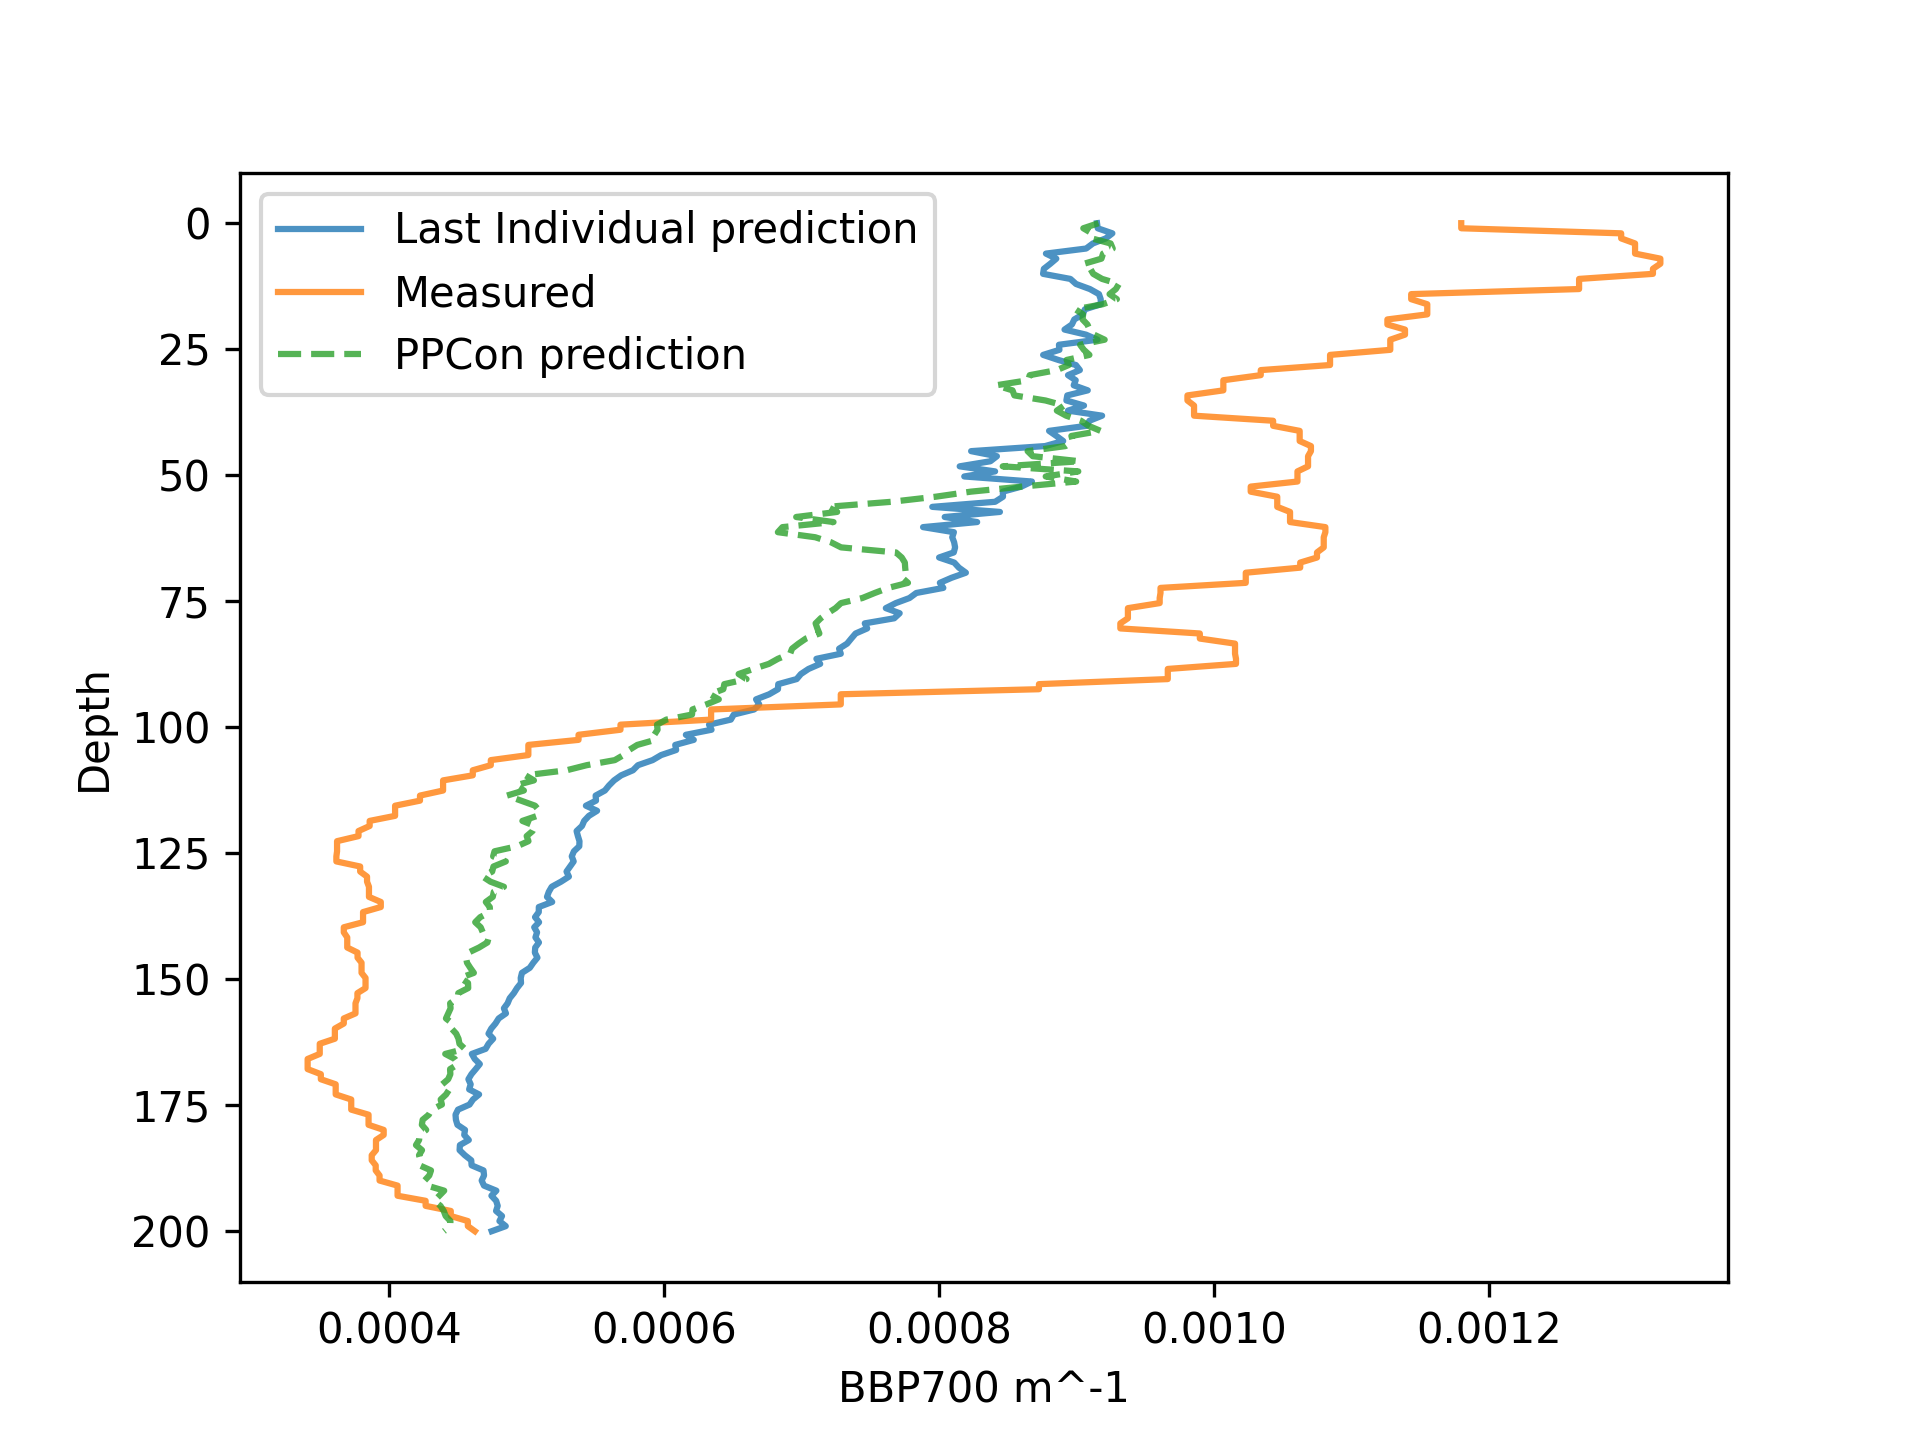 Last Individual prediction
Measured
PPCon prediction
0
25
50
75
100
125
150
175
200
Depth
0.0004 0.0006 0.0008 0.0010 0.0012
BBP700 m^-1